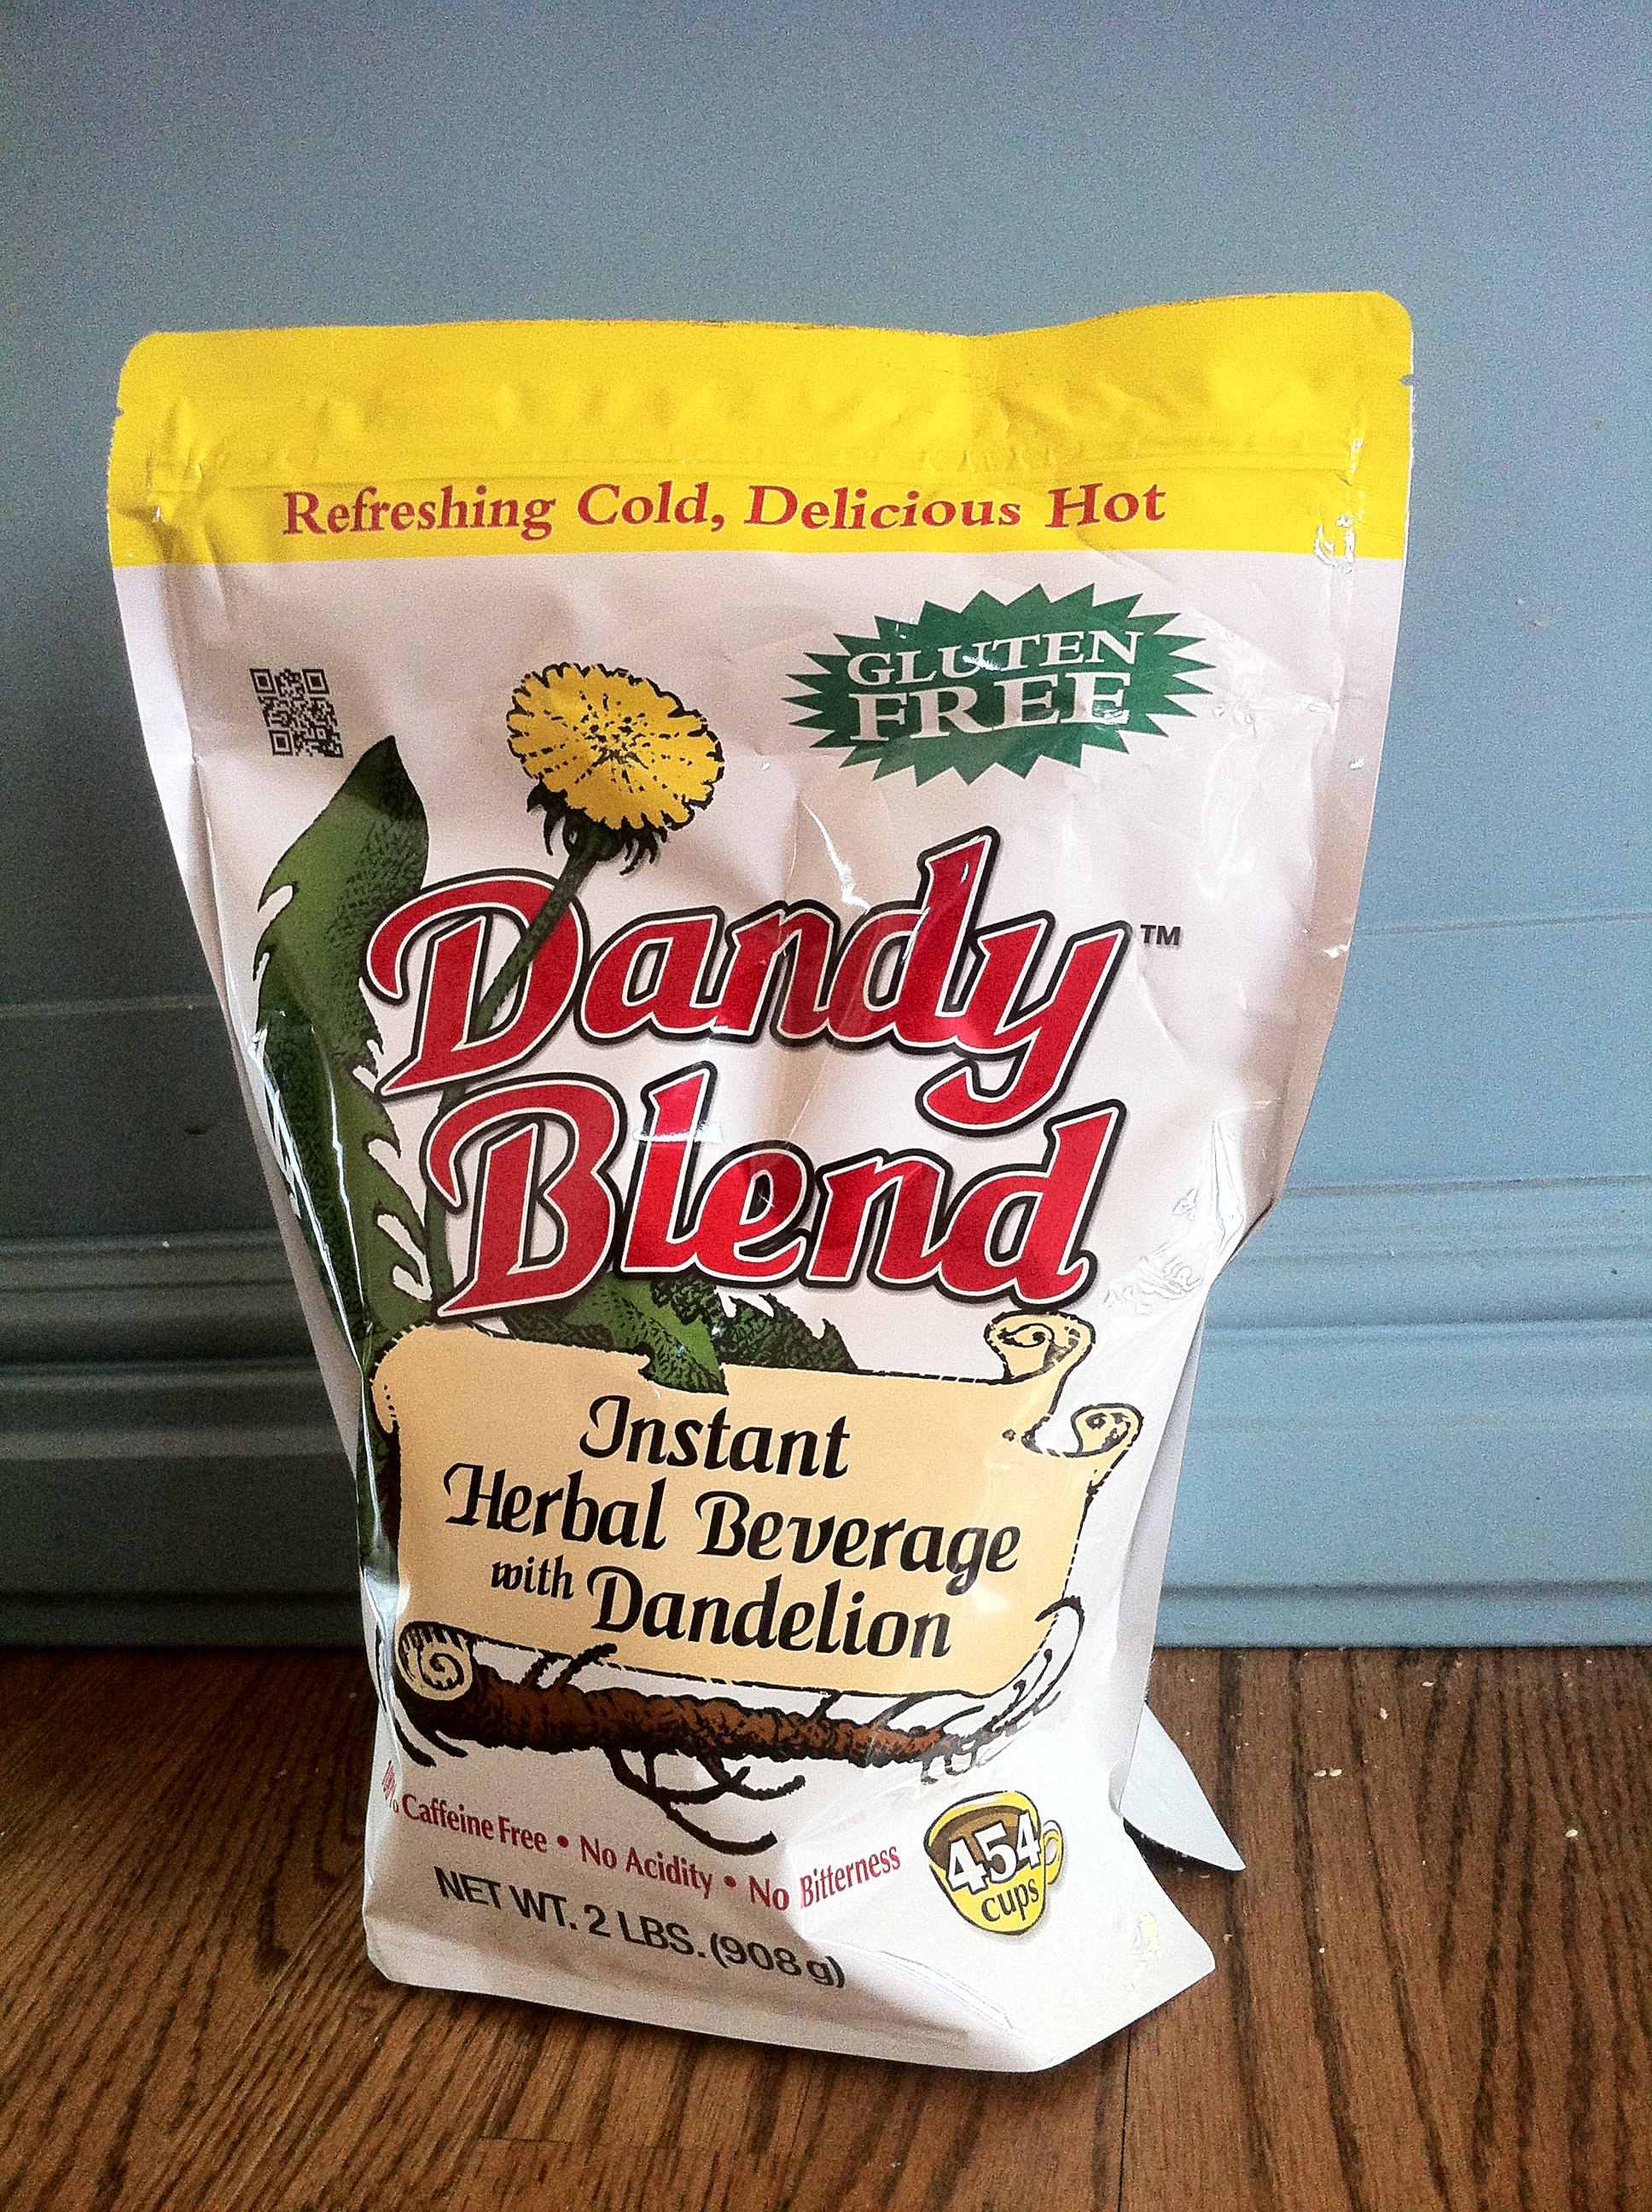 Refreshing Cold, Delicious Hot
GLUTEN
FREE
Dandy™
Blend
Instant
Herbal Beverage
with Dandelion
Caffeine Free • No Acidity • No Bitterness
454
cups
NET WT. 2 LBS. (908 g)